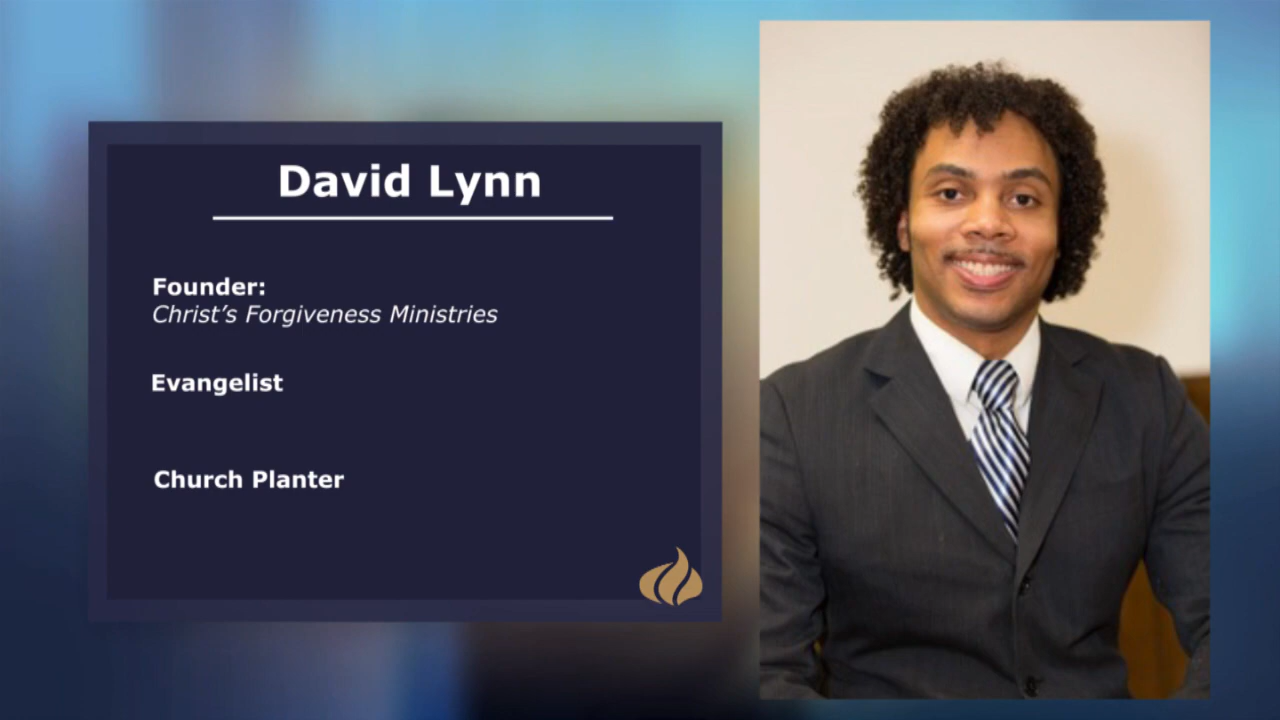 David Lynn
Founder:
Christ’s Forgiveness Ministries
Evangelist
Church Planter